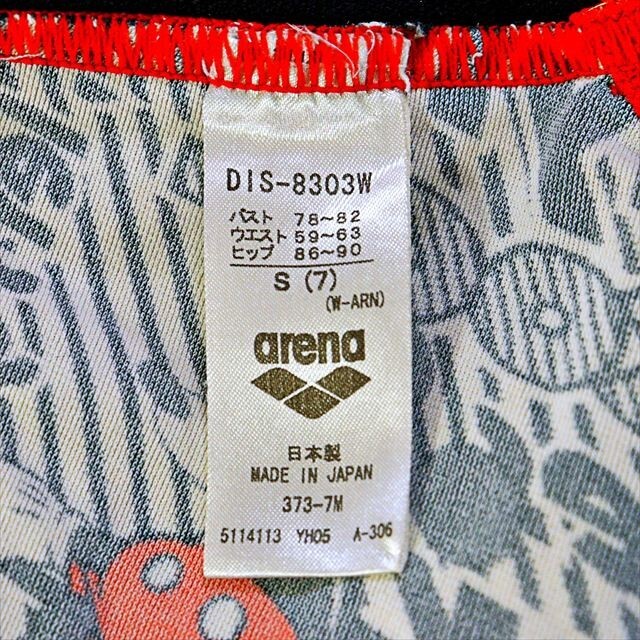 DIS-8303W
バスト 78~82
ウエスト 59~63
ヒップ 86~90
S (7)
(W-ARN)
arena
日本製
MADE IN JAPAN
373-7M
5114113 YH05 A-306